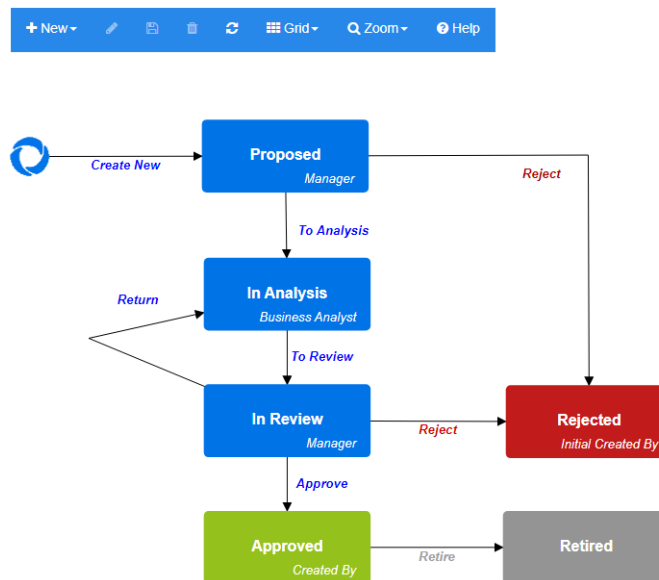 New
Grid
Zoom
Help
Proposed
Manager
Create New
Reject
To Analysis
In Analysis
Business Analyst
Return
To Review
In Review
Manager
Reject
Rejected
Initial Created By
Approve
Approved
Created By
Retire
Retired